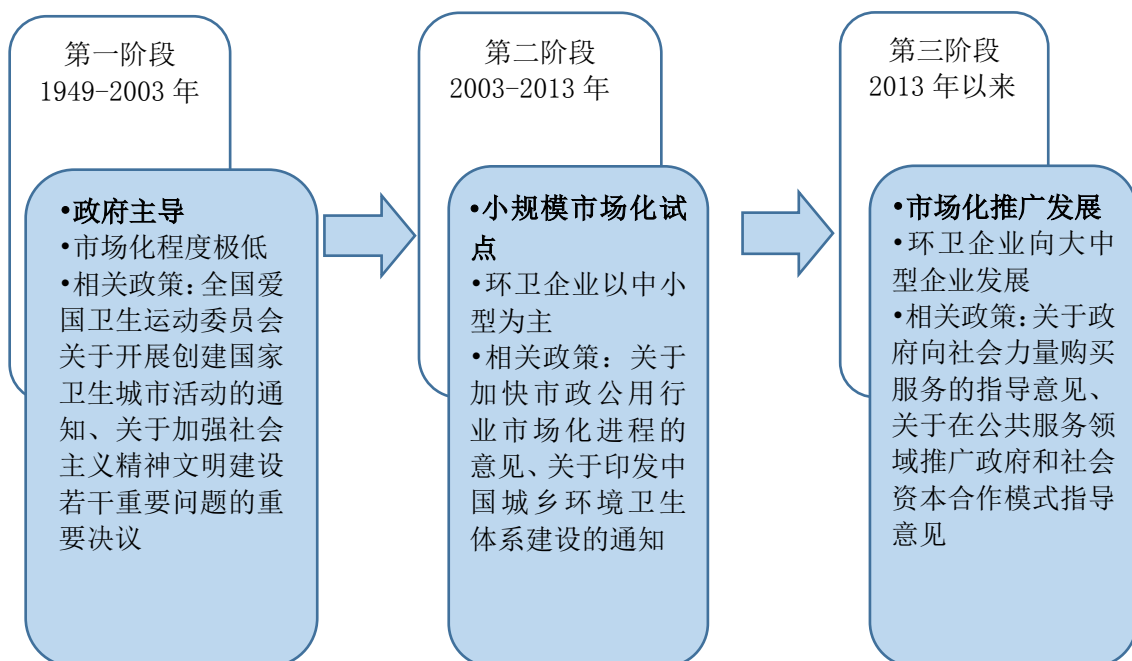 第一阶段
1949-2003 年
•政府主导
•市场化程度极低
•相关政策：全国爱
国卫生运动委员会
关于开展创建国家
卫生城市活动的通
知、关于加强社会
主义精神文明建设
若干重要问题的重
要决议
第二阶段
2003-2013 年
•小规模市场化试
点
•环卫企业以中小
型为主
•相关政策：关于
加快市政公用行
业市场化进程的
意见、关于印发中
国城乡环境卫生
体系建设的通知
第三阶段
2013 年以来
•市场化推广发展
•环卫企业向大中
型企业发展
•相关政策：关于政
府向社会力量购买
服务的指导意见、
关于在公共服务领
域推广政府和社会
资本合作模式指导
意见